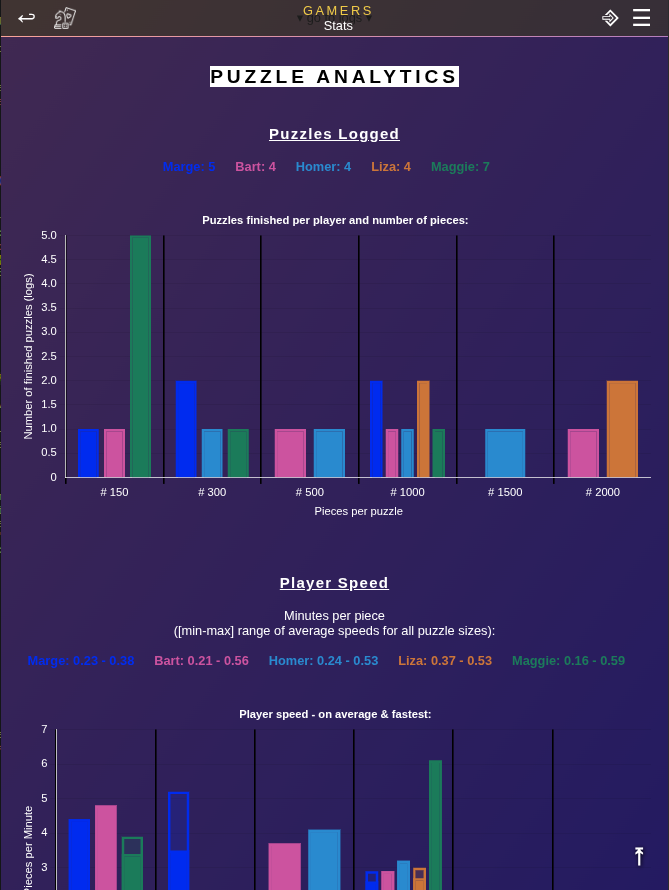 GAMERS
Stats
PUZZLE ANALYTICS
Puzzles Logged
Marge: 5 Bart: 4 Homer: 4 Liza: 4 Maggie: 7
Puzzles finished per player and number of pieces:
5.0
4.5
4.0
3.5
3.0
2.5
2.0
1.5
1.0
0.5
0
Number of finished puzzles (logs)
# 150 # 300 # 500 # 1000 # 1500 # 2000
Pieces per puzzle
Player Speed
Minutes per piece
([min-max] range of average speeds for all puzzle sizes):
Marge: 0.23 - 0.38 Bart: 0.21 - 0.56 Homer: 0.24 - 0.53 Liza: 0.37 - 0.53 Maggie: 0.16 - 0.59
Player speed - on average & fastest:
7
6
5
4
3
Pieces per Minute